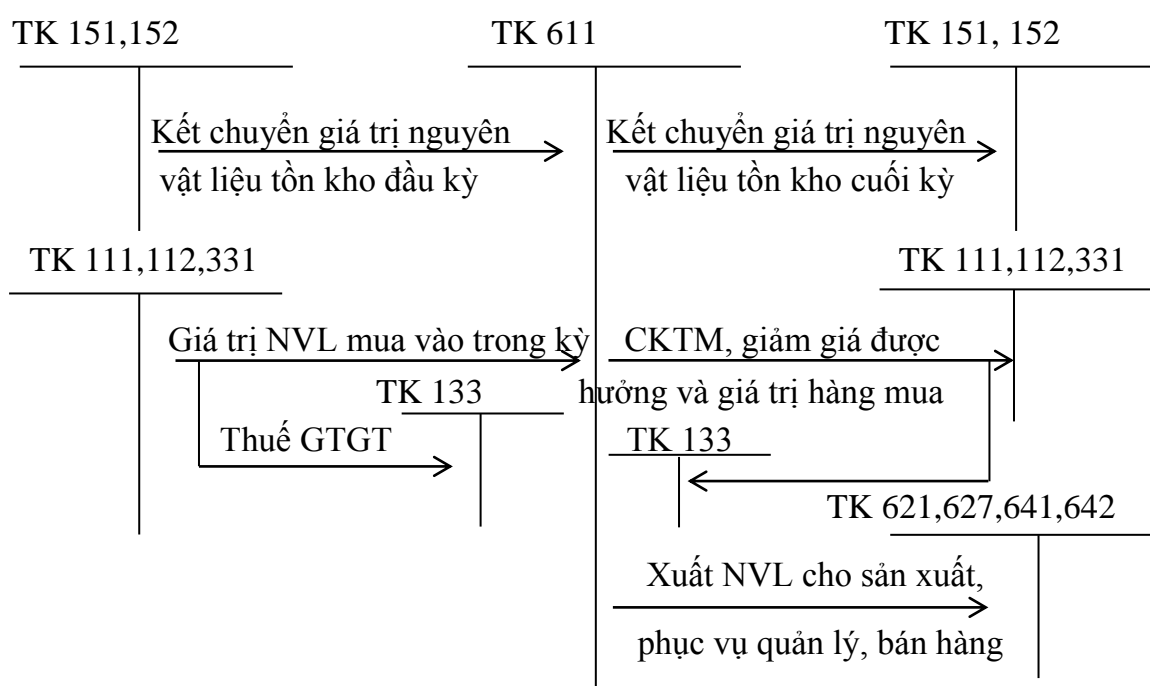 TK 151,152
TK 611
TK 151, 152
Kết chuyển giá trị nguyên
vật liệu tồn kho đầu kỳ
Kết chuyển giá trị nguyên
vật liệu tồn kho cuối kỳ
TK 111,112,331
TK 111,112,331
Giá trị NVL mua vào trong kỳ
CKTM, giảm giá được
hưởng và giá trị hàng mua
TK 133
Thuế GTGT
TK 133
TK 621,627,641,642
Xuất NVL cho sản xuất,
phục vụ quản lý, bán hàng